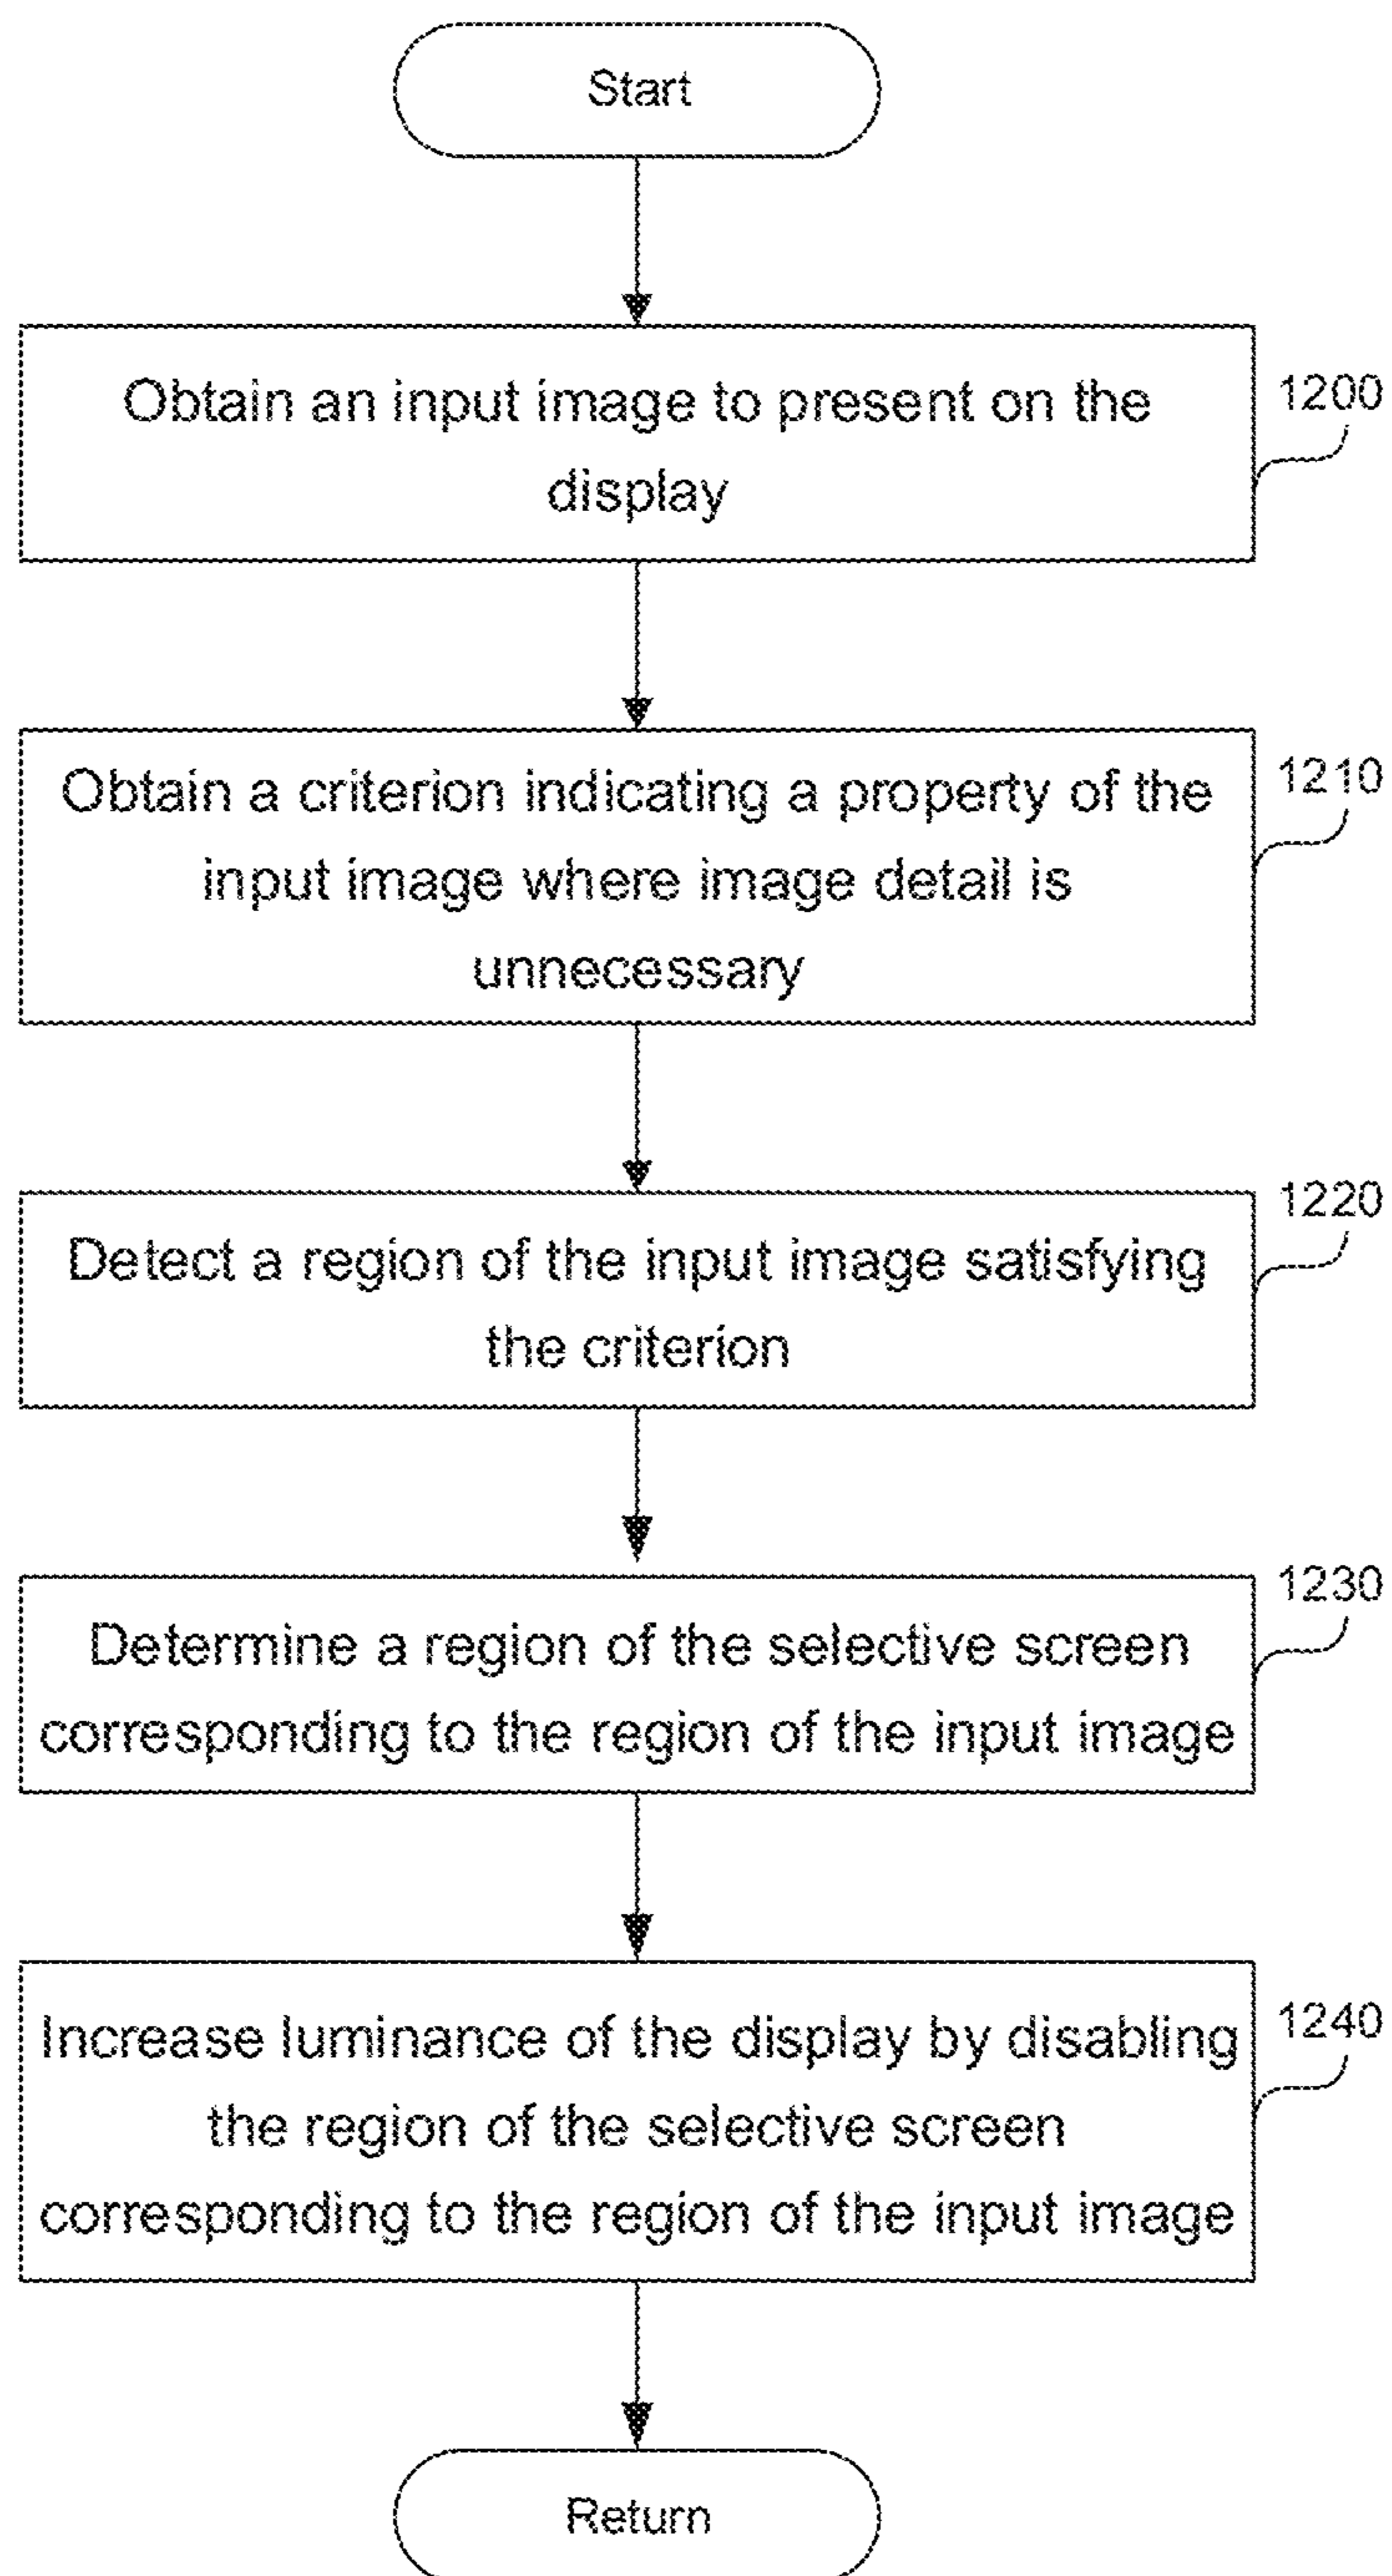 Start
Obtain an input image to present on the
display
1200
Obtain a criterion indicating a property of the
input image where image detail is
unnecessary
1210
Detect a region of the input image satisfying
the criterion
1220
Determine a region of the selective screen
corresponding to the region of the input image
1230
Increase luminance of the display by disabling
the region of the selective screen
corresponding to the region of the input image
1240
Return